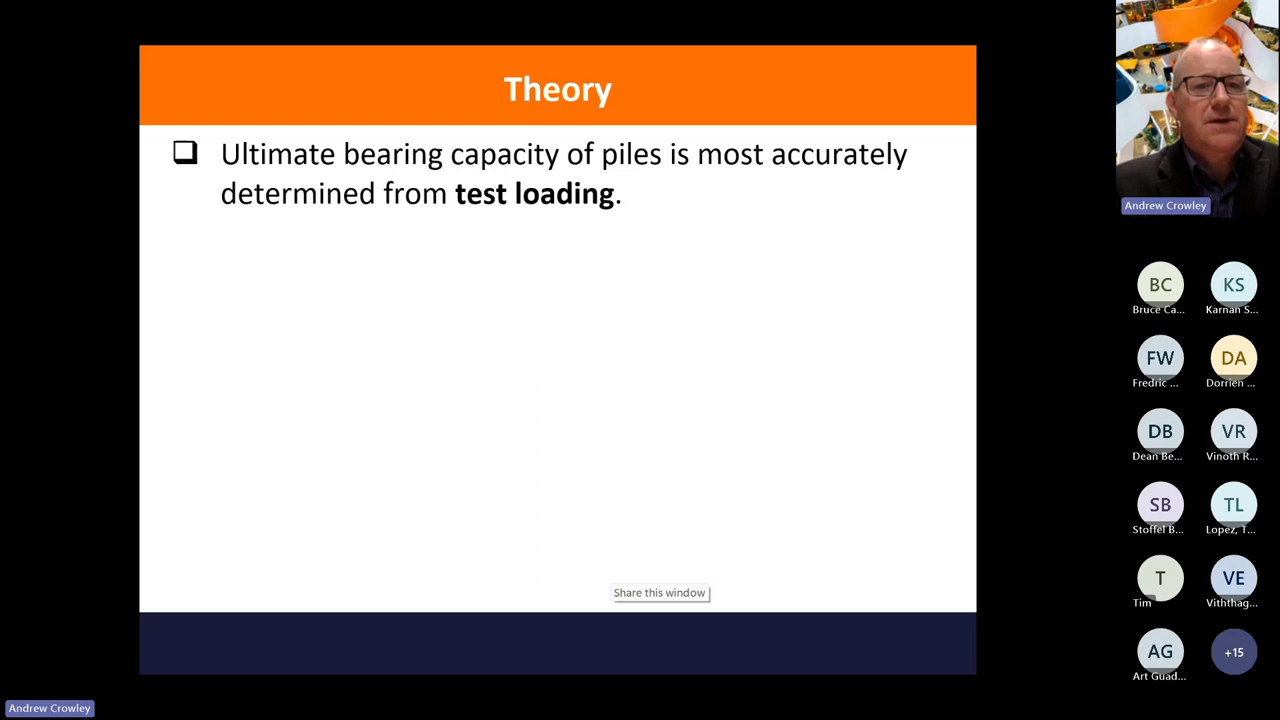 Theory
Ultimate bearing capacity of piles is most accurately
determined from test loading.
Share this window
Andrew Crowley
BC
Bruce Ca...
KS
Karnan S...
FW
Fredric ...
DA
Dorrien ...
DB
Dean Be...
VR
Vinoth R...
SB
Stoffel B...
TL
Lopez, T...
T
Tim
VE
Viththag...
AG
Art Guad...
+15
Andrew Crowley